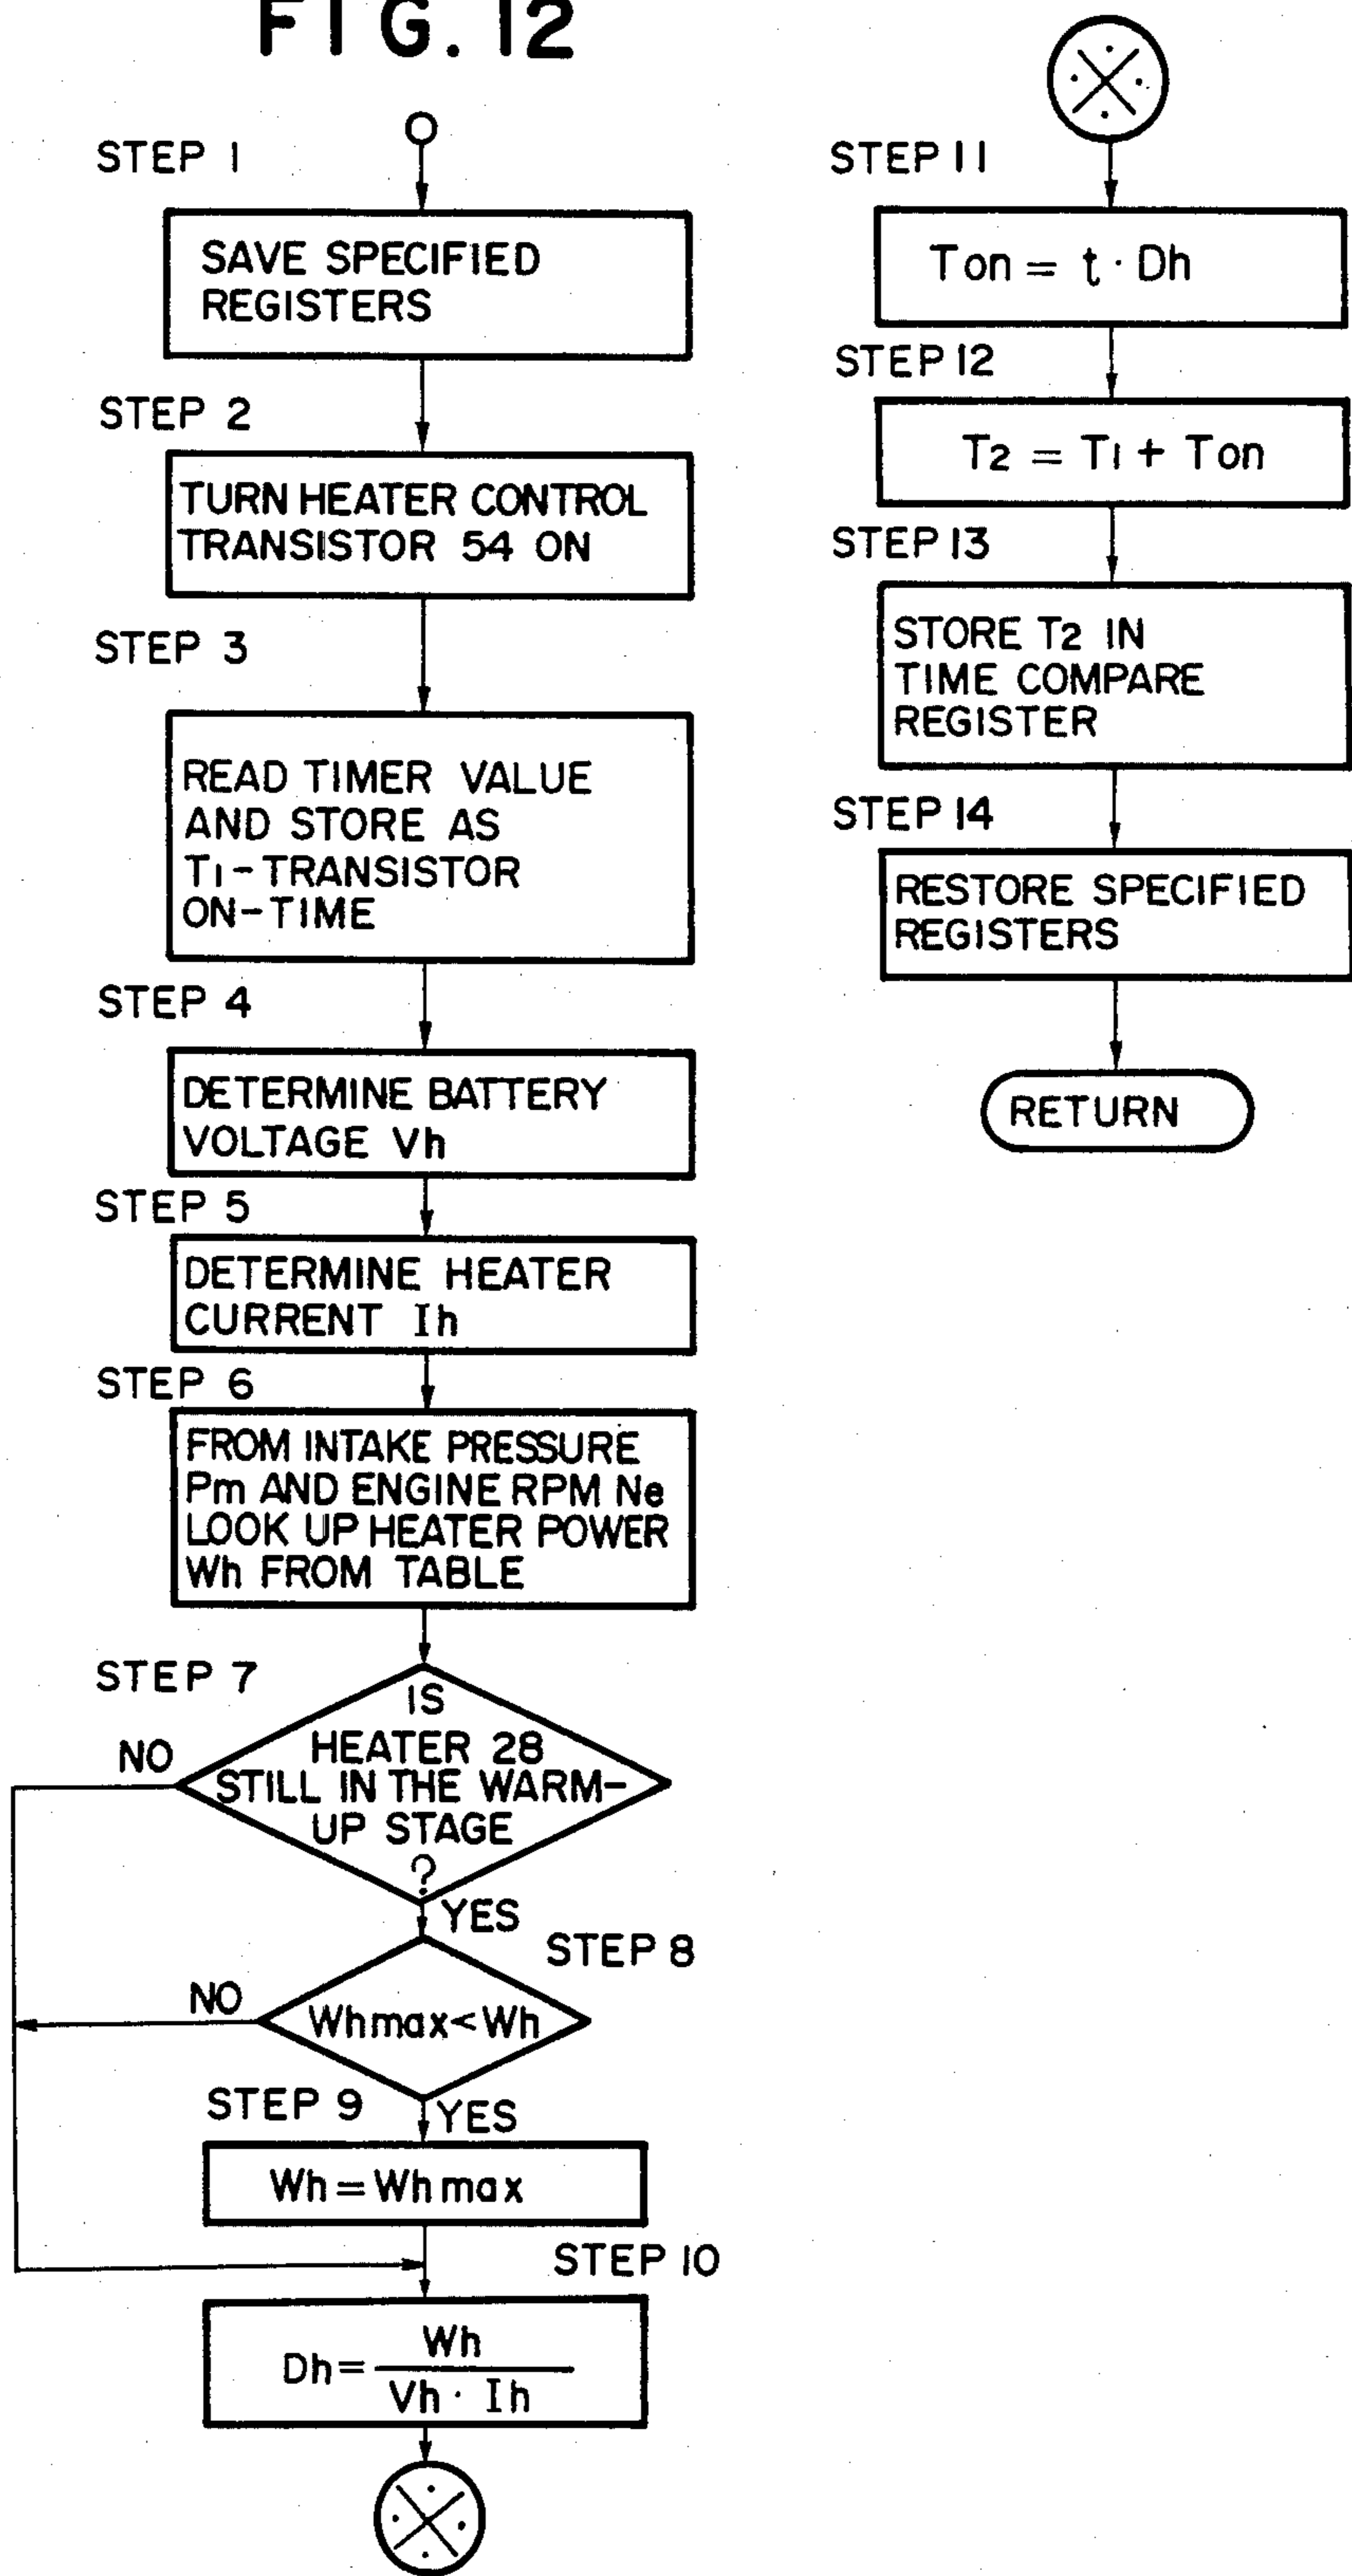 FIG. 12
STEP 1
SAVE SPECIFIED
REGISTERS
STEP 2
TURN HEATER CONTROL
TRANSISTOR 54 ON
STEP 3
READ TIMER VALUE
AND STORE AS
T1-TRANSISTOR
ON-TIME
STEP 4
DETERMINE BATTERY
VOLTAGE Vh
STEP 5
DETERMINE HEATER
CURRENT Ih
STEP 6
FROM INTAKE PRESSURE
Pm AND ENGINE RPM Ne
LOOK UP HEATER POWER
Wh FROM TABLE
STEP 7
IS
HEATER 28
STILL IN THE WARM-
UP STAGE
?
NO
YES
STEP 8
Whmax<Wh
NO
YES
STEP 9
Wh=Whmax
STEP 10
Dh= Wh
Vh · Ih
STEP 11
Ton = t · Dh
STEP 12
T2 = T1 + Ton
STEP 13
STORE T2 IN
TIME COMPARE
REGISTER
STEP 14
RESTORE SPECIFIED
REGISTERS
RETURN